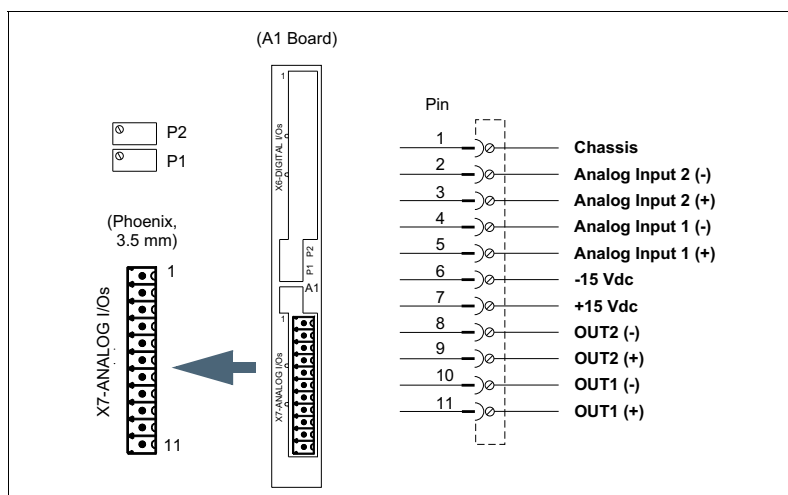 (A1 Board)
1
X6-DIGITAL I/Os
P1 P2
A1
1
X7-ANALOG I/Os
P2
P1
(Phoenix,
3.5 mm)
X7-ANALOG I/Os
1
11
Pin
1 Chassis
2 Analog Input 2 (-)
3 Analog Input 2 (+)
4 Analog Input 1 (-)
5 Analog Input 1 (+)
6 -15 Vdc
7 +15 Vdc
8 OUT2 (-)
9 OUT2 (+)
10 OUT1 (-)
11 OUT1 (+)